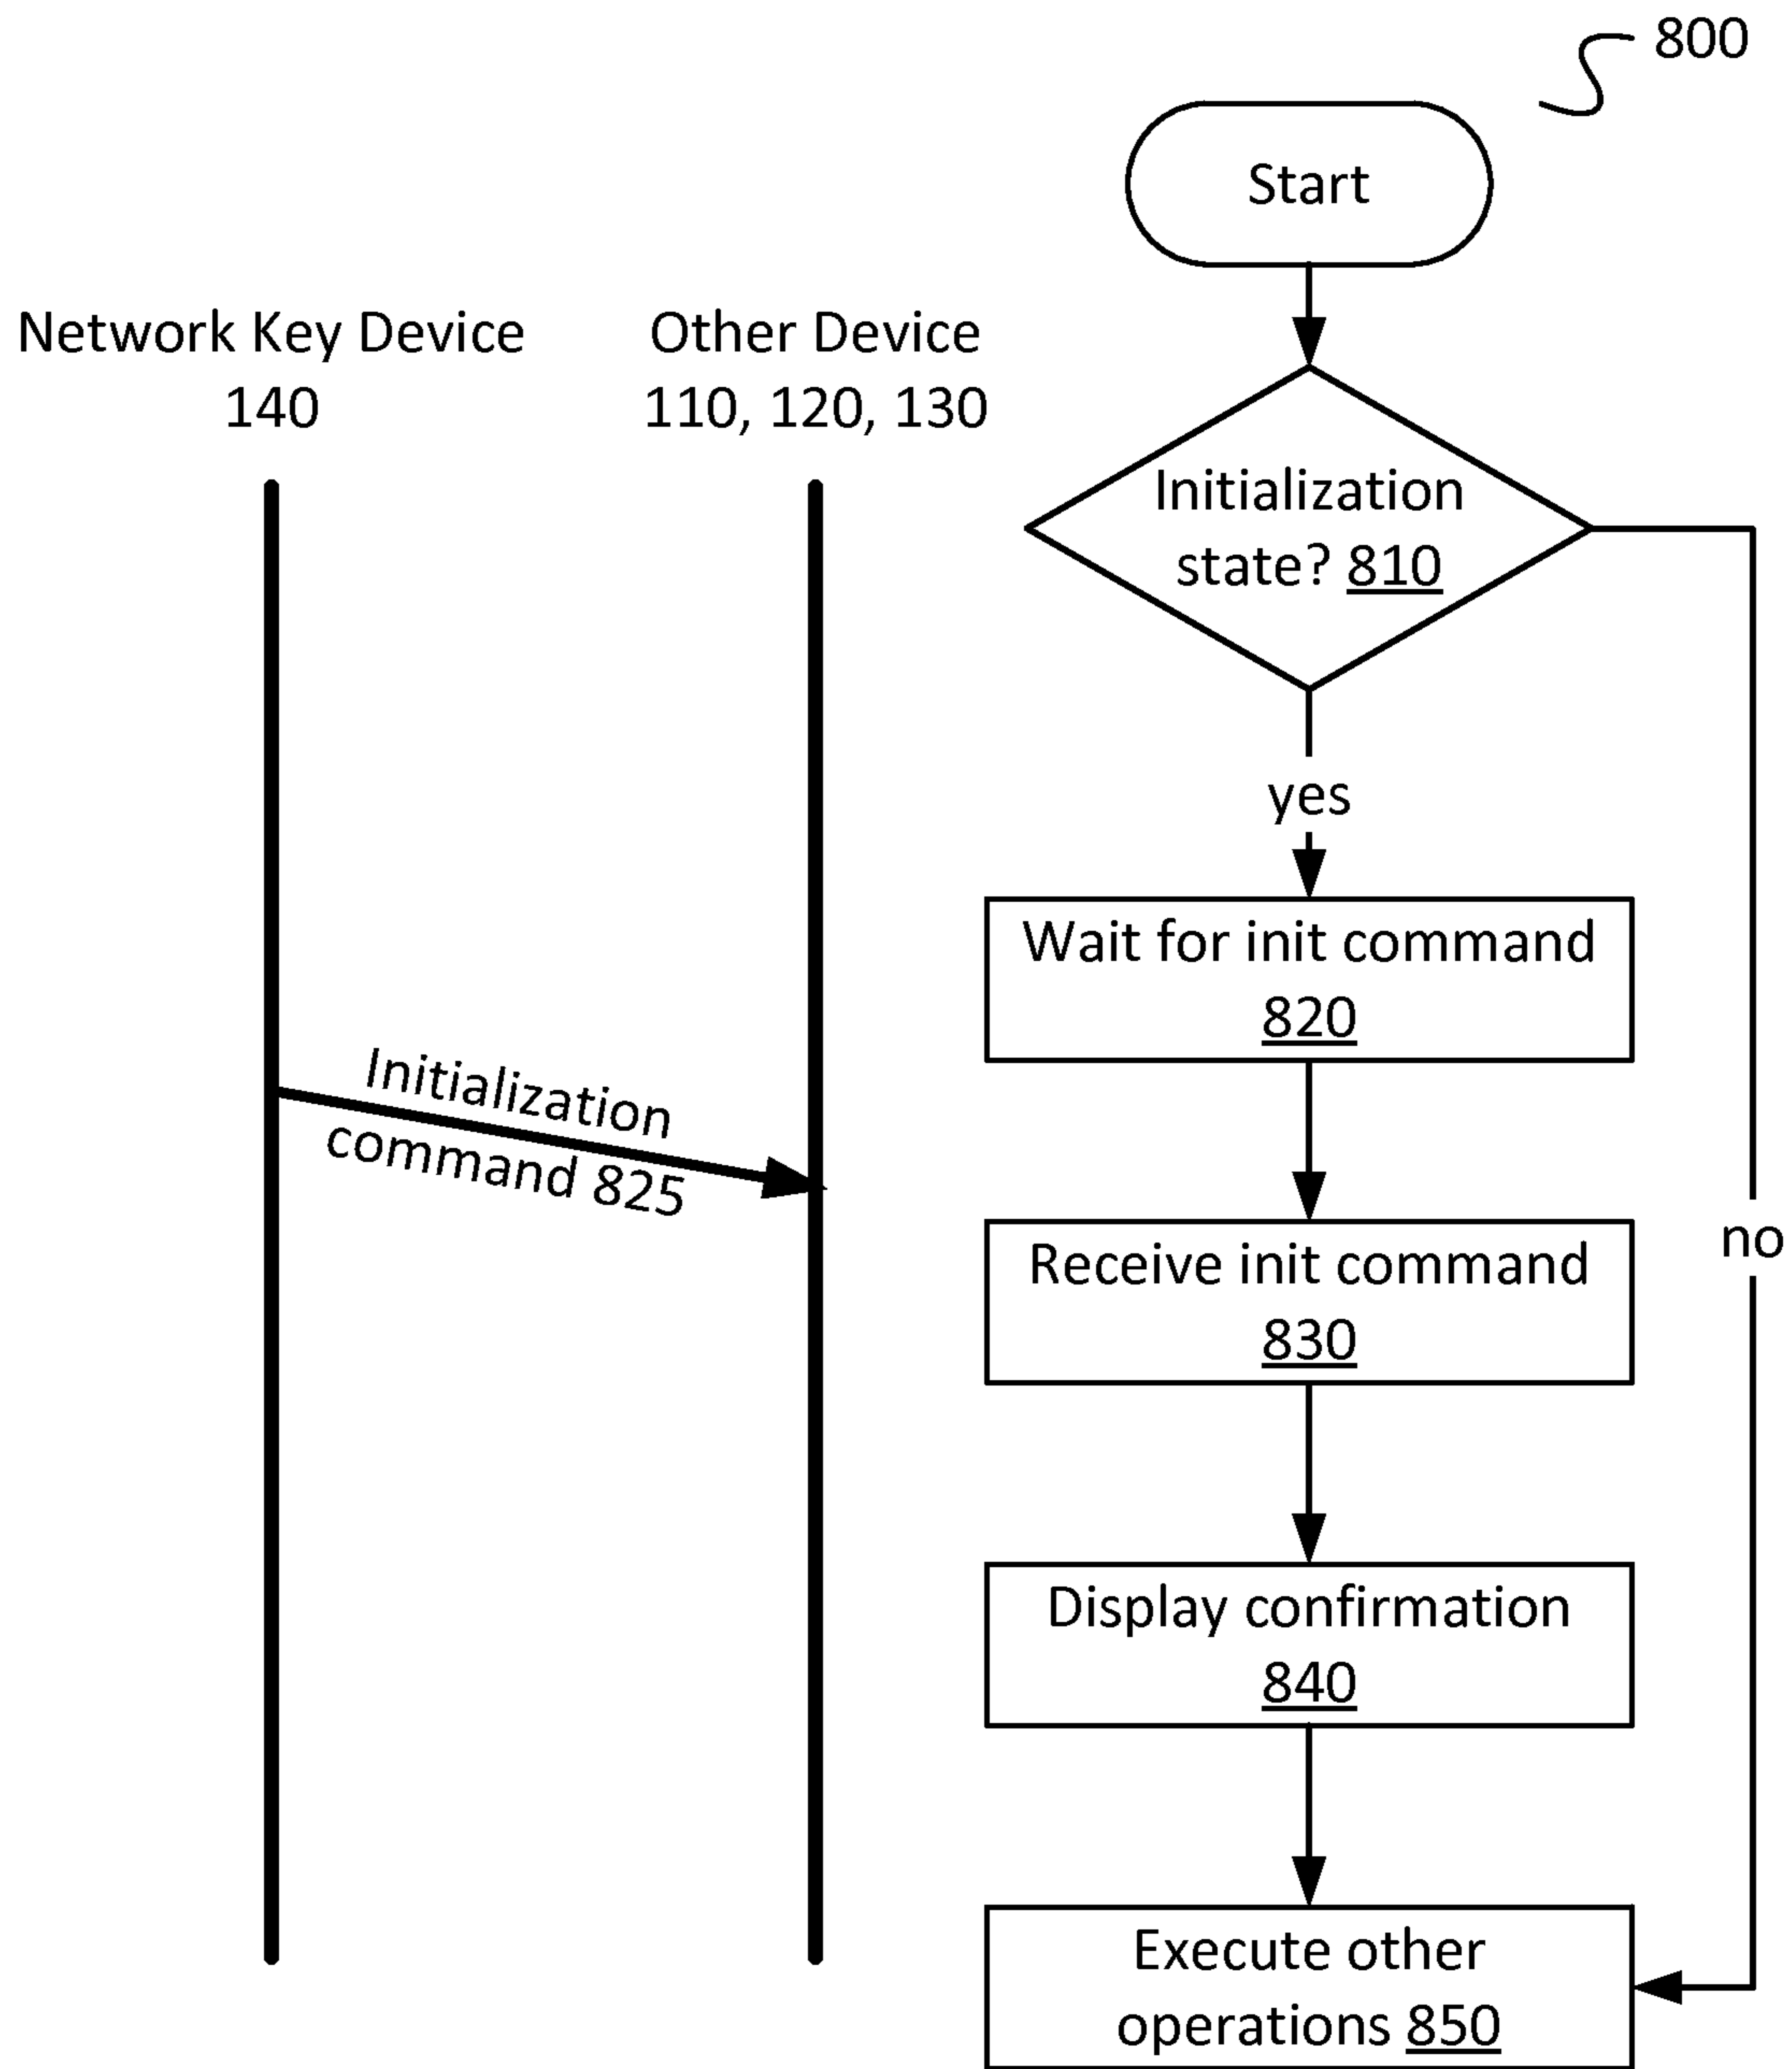 800
Start
Network Key Device
140
Other Device
110, 120, 130
Initialization
state? 810
yes
Wait for init command
820
Initialization
command 825
Receive init command
830
no
Display confirmation
840
Execute other
operations 850